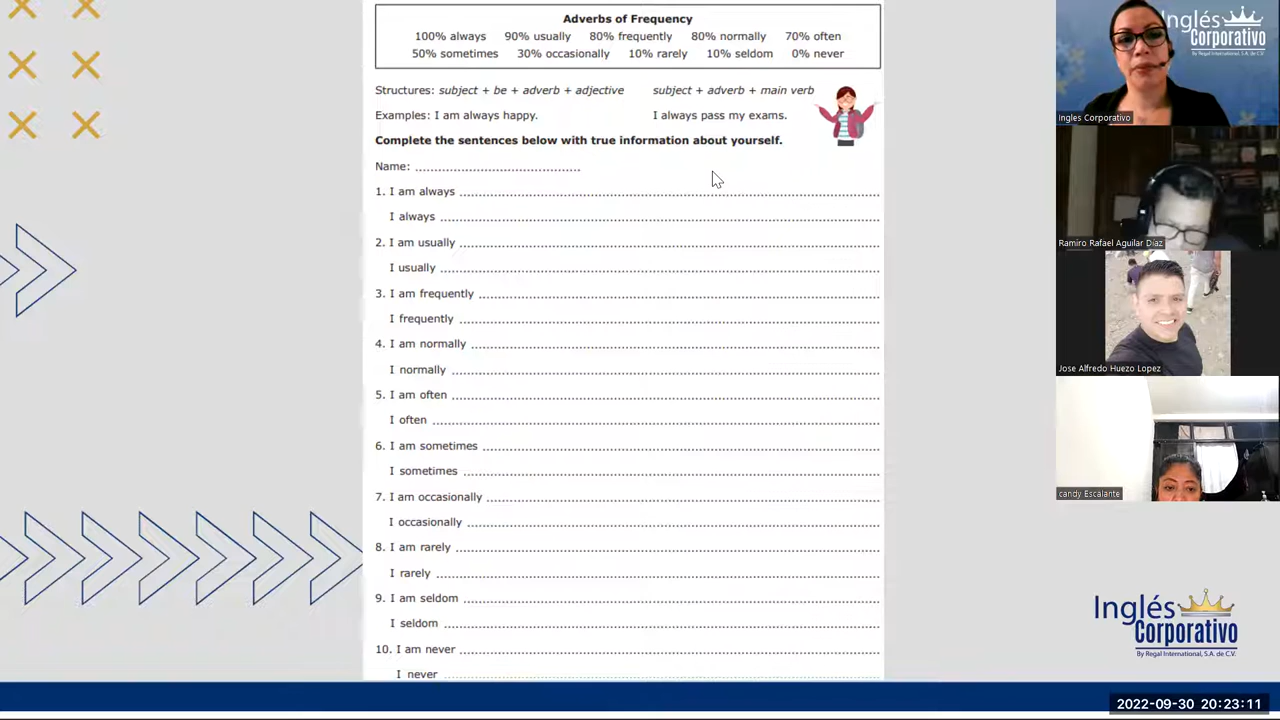 Adverbs of Frequency
100% always 90% usually 80% frequently 80% normally 70% often
50% sometimes 30% occasionally 10% rarely 10% seldom 0% never
Structures: subject + be + adverb + adjective subject + adverb + main verb
Examples: I am always happy. I always pass my exams.
Complete the sentences below with true information about yourself.
Name: ........................................
1. I am always ........................................
I always ........................................
2. I am usually ........................................
I usually ........................................
3. I am frequently ........................................
I frequently ........................................
4. I am normally ........................................
I normally ........................................
5. I am often ........................................
I often ........................................
6. I am sometimes ........................................
I sometimes ........................................
7. I am occasionally ........................................
I occasionally ........................................
8. I am rarely ........................................
I rarely ........................................
9. I am seldom ........................................
I seldom ........................................
10. I am never ........................................
I never ........................................
Inglés
Corporativo
By Regal International, S.A. de C.V.
Ingles Corporativo
Ramiro Rafael Aguilar Diaz
Jose Alfredo Huezo Lopez
candy Escalante
Inglés
Corporativo
By Regal International, S.A. de C.V.
2022-09-30 20:23:11